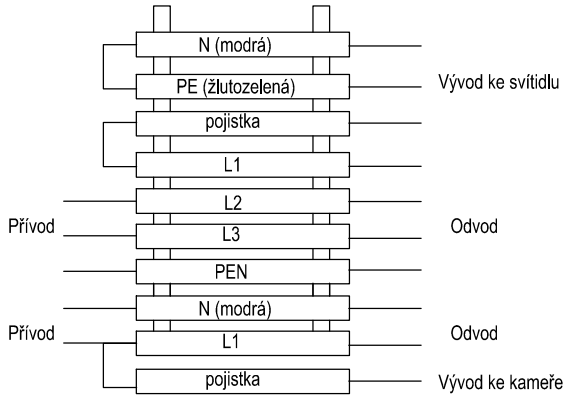 N (modrá)
PE (žlutozelená)
Vývod ke svítidlu
pojistka
L1
L2
Přívod
Odvod
L3
PEN
N (modrá)
Přívod
L1
Odvod
pojistka
Vývod ke kameře